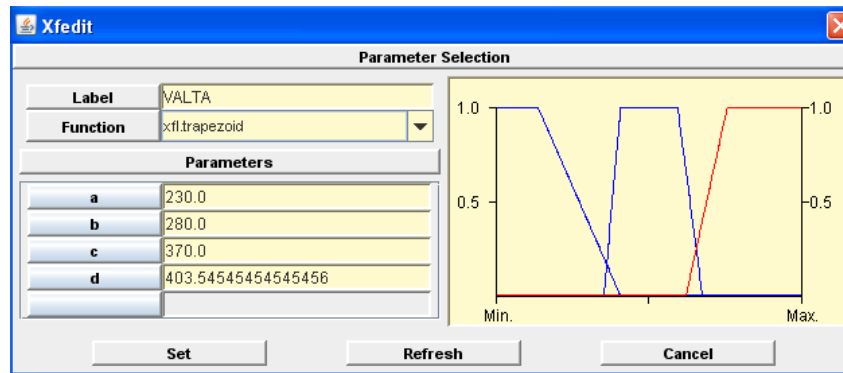 Xfedit
Parameter Selection
Label VALTA
Function xfl.trapezoid
Parameters
a 230.0
b 280.0
c 370.0
d 403.54545454545456
1.0 1.0
0.5 0.5
Min. Max.
Set Refresh Cancel